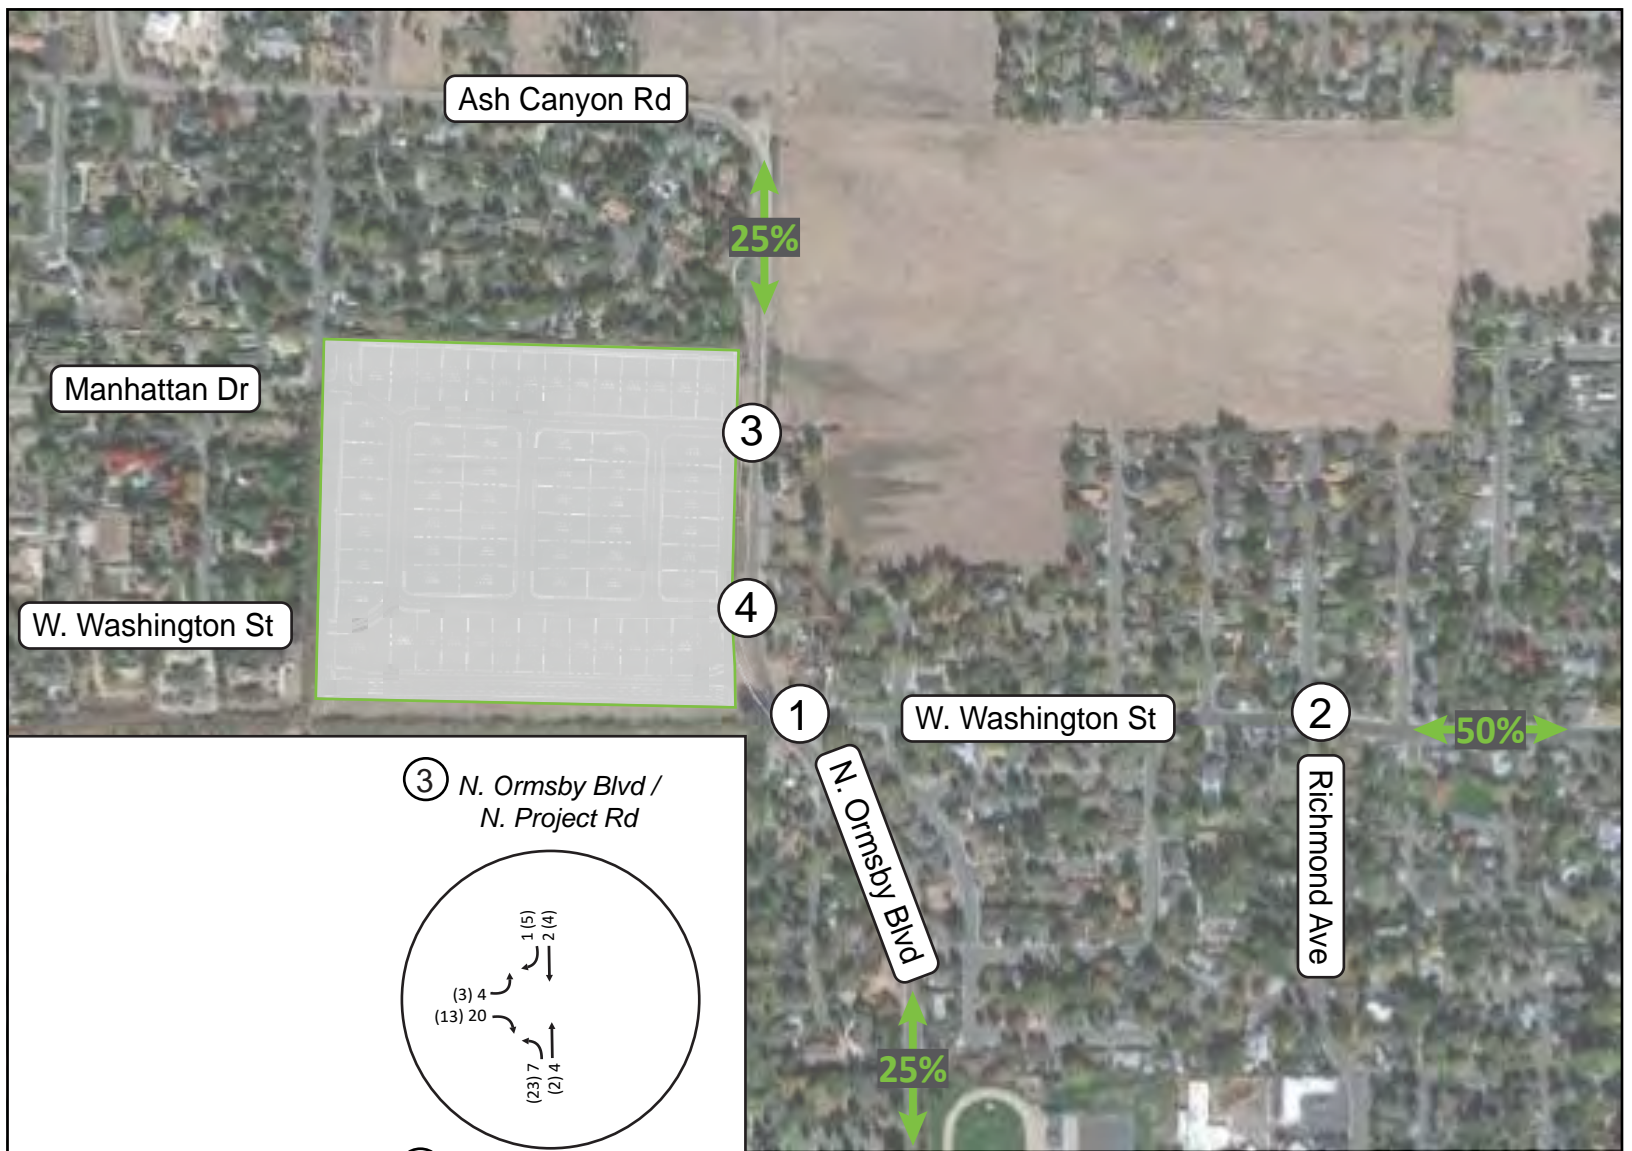 Ash Canyon Rd
25%
Manhattan Dr
3
4
W. Washington St
1
W. Washington St
2
50%
N. Ormsby Blvd
Richmond Ave
25%
3 N. Ormsby Blvd /
N. Project Rd
1 (5)
2 (4)
(3) 4
(13) 20
(23) 7
(2) 4